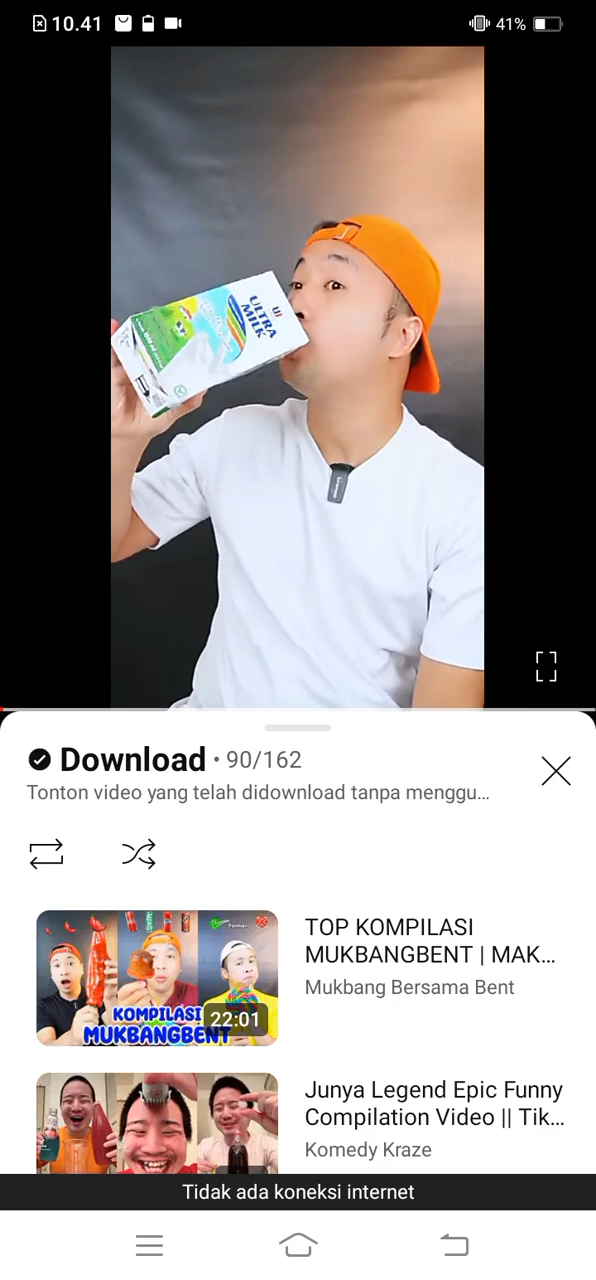 10.41
41%
UJ
ULTRA
MILK
Download • 90/162
Tonton video yang telah didownload tanpa menggu...
TOP KOMPILASI
MUKBANGBENT | MAK...
Mukbang Bersama Bent
KOMPILASI
MUKBANGBENT
22:01
Junya Legend Epic Funny
Compilation Video || Tik...
Komedy Kraze
Tidak ada koneksi internet